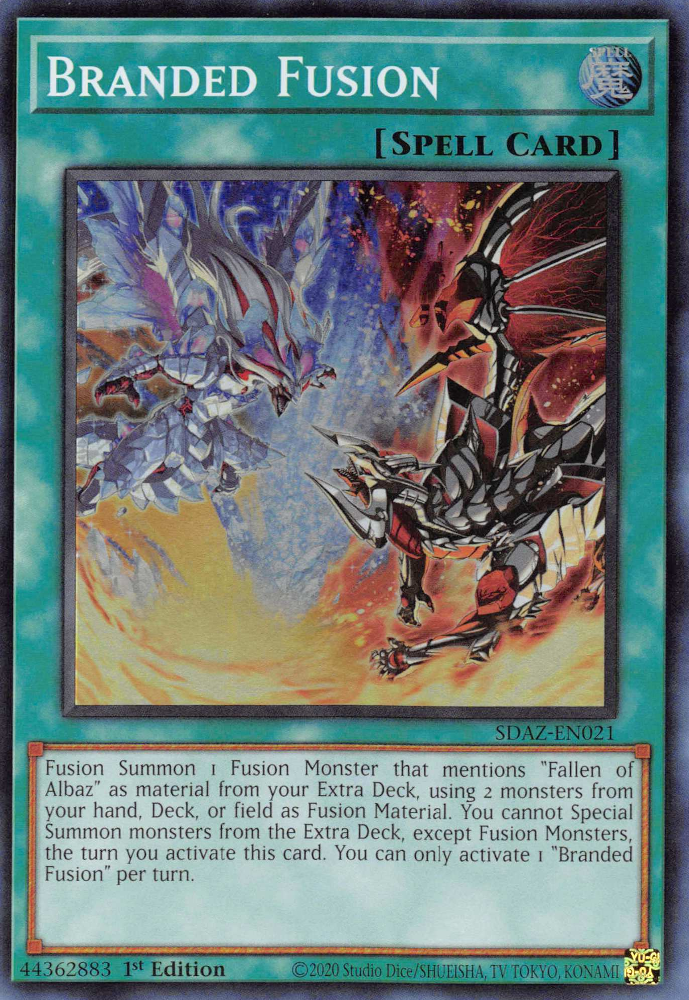 BRANDED FUSION
SPELL
魔
[SPELL CARD]
SDAZ-EN021
Fusion Summon 1 Fusion Monster that mentions "Fallen of
Albaz" as material from your Extra Deck, using 2 monsters from
your hand, Deck, or field as Fusion Material. You cannot Special
Summon monsters from the Extra Deck, except Fusion Monsters,
the turn you activate this card. You can only activate 1 "Branded
Fusion" per turn.
44362883 1st Edition
©2020 Studio Dice/SHUEISHA, TV TOKYO, KONAMI